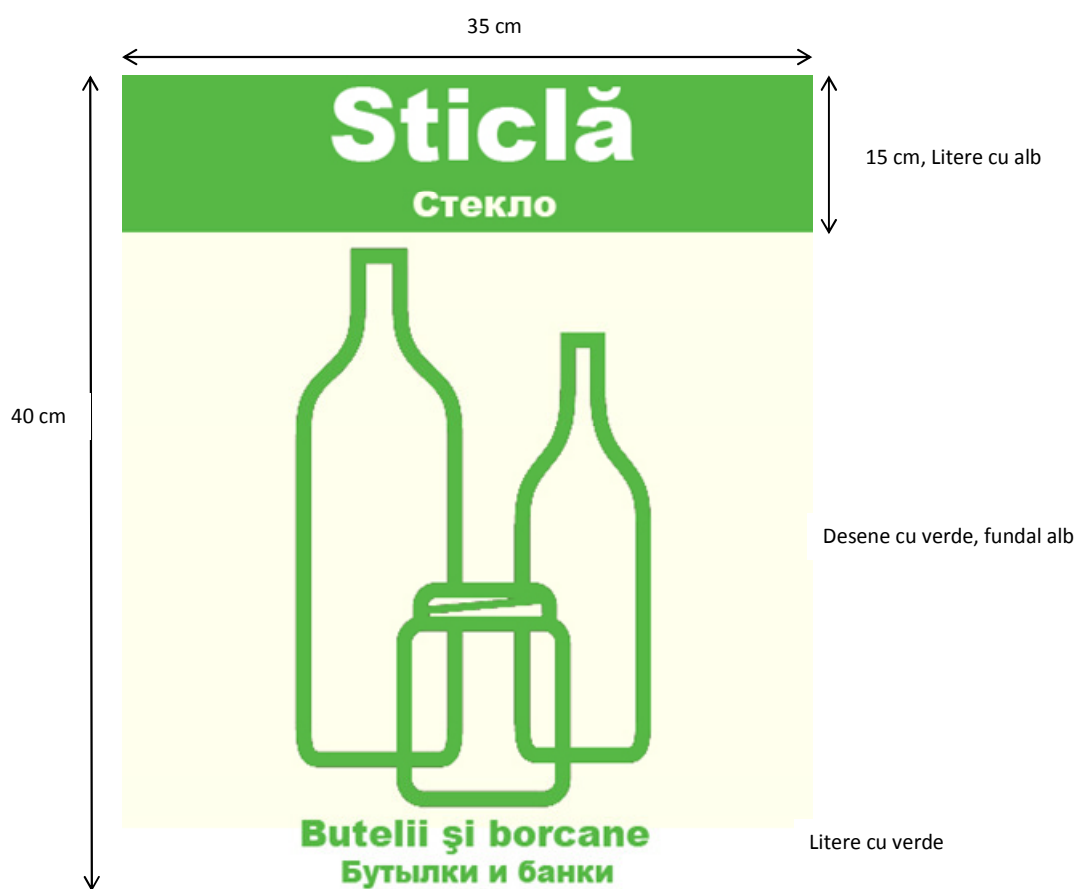 35 cm
Sticlă
15 cm, Litere cu alb
Стекло
40 cm
Desene cu verde, fundal alb
Butelii şi borcane
Litere cu verde
Бутылки и банки